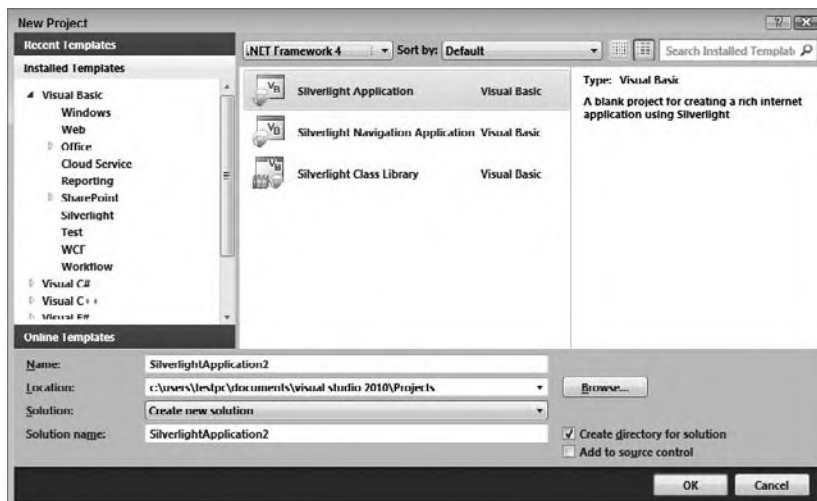 New Project
Recent Templates
.NET Framework 4
Sort by:
Default
Search Installed Templat
Installed Templates
Visual Basic
Windows
Web
Office
Cloud Service
Reporting
SharePoint
Silverlight
Test
WCF
Workflow
Visual C#
Visual C++
Visual F#
Online Templates
Silverlight Application Visual Basic
Silverlight Navigation Application Visual Basic
Silverlight Class Library Visual Basic
Type: Visual Basic
A blank project for creating a rich internet
application using Silverlight
Name: SilverlightApplication2
Location: c:\users\testpc\documents\visual studio 2010\Projects
Browse...
Solution: Create new solution
Solution name: SilverlightApplication2
Create directory for solution
Add to source control
OK Cancel